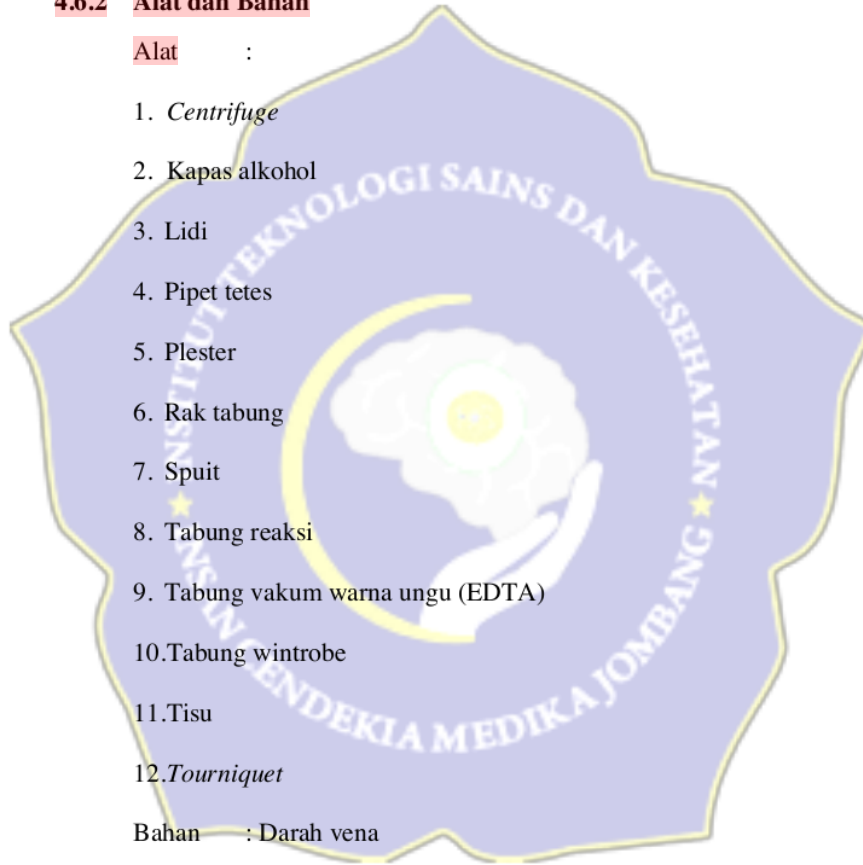 4.6.2 Alat dan Bahan
Alat :
1. Centrifuge
2. Kapas alkohol
3. Lidi
4. Pipet tetes
5. Plester
6. Rak tabung
7. Spuit
8. Tabung reaksi
9. Tabung vakum warna ungu (EDTA)
10.Tabung wintrobe
11.Tisu
12.Tourniquet
Bahan : Darah vena
INSTITUT TEKNOLOGI SAINS DAN KESEHATAN
INSAN CENDEKIA MEDIKA JOMBANG